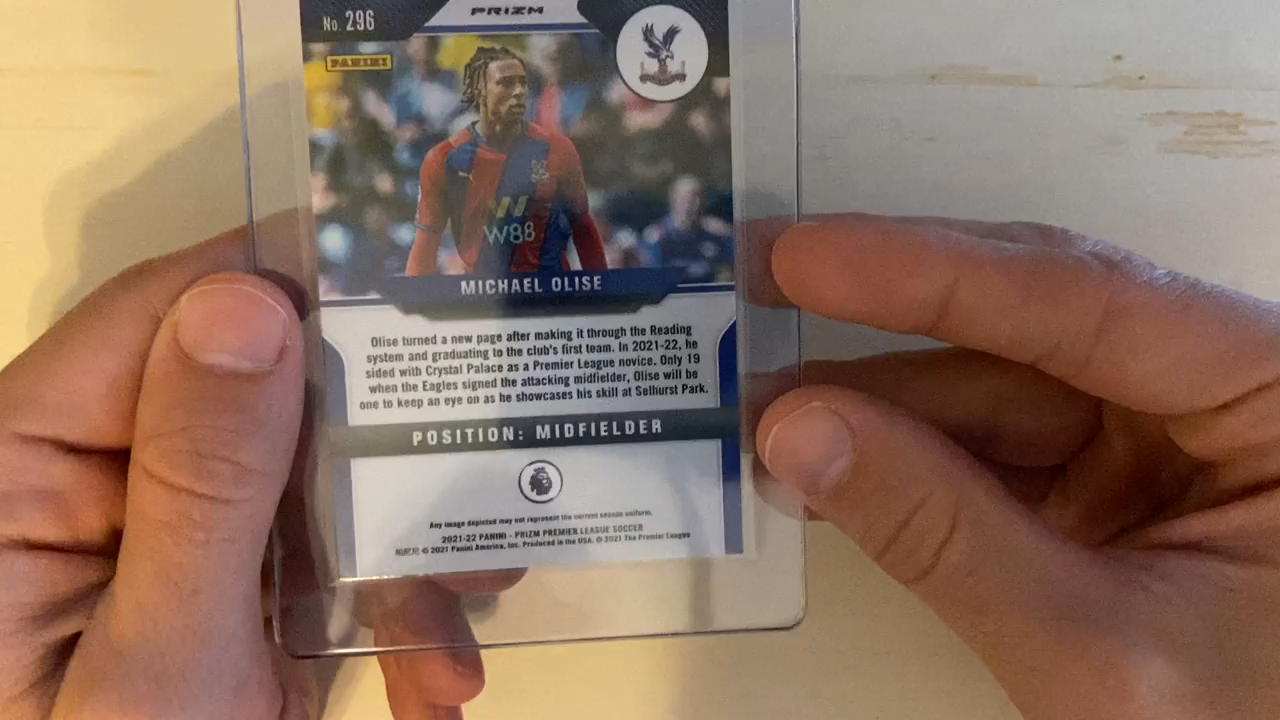 No. 296
PRIZM
PANINI
W88
MICHAEL OLISE
Olise turned a new page after making it through the Reading
system and graduating to the club's first team. In 2021-22, he
sided with Crystal Palace as a Premier League novice. Only 19
when the Eagles signed the attacking midfielder, Olise will be
one to keep an eye on as he showcases his skill at Selhurst Park.
POSITION: MIDFIELDER
Any image depicted may not represent the current season uniform.
2021-22 PANINI - PRIZM PREMIER LEAGUE SOCCER
© 2021 Panini America, Inc. Produced in the USA. © 2021 The Premier League